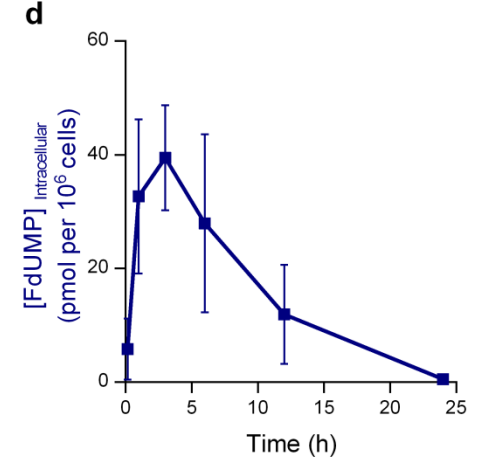 d
[FdUMP] Intracellular
(pmol per 10⁶ cells)
60
40
20
0
0 5 10 15 20 25
Time (h)